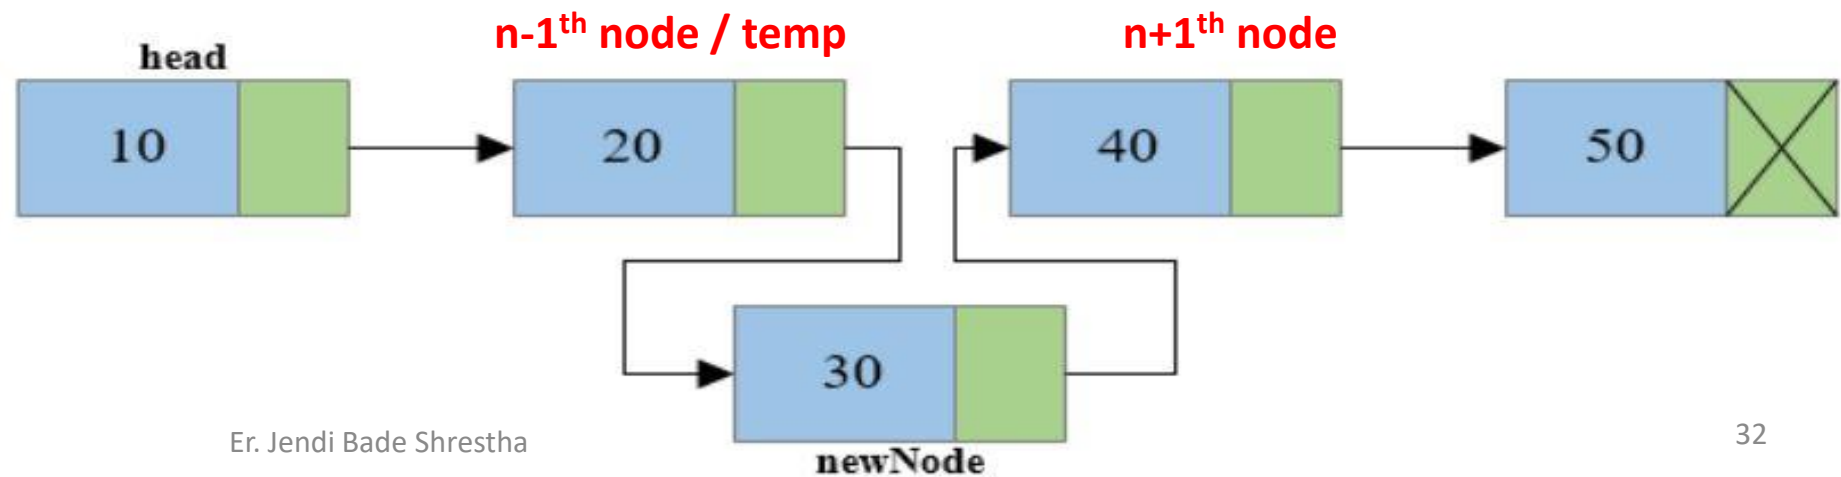 n-1th node / temp
n+1th node
head
10
20
40
50
30
newNode
Er. Jendi Bade Shrestha
32